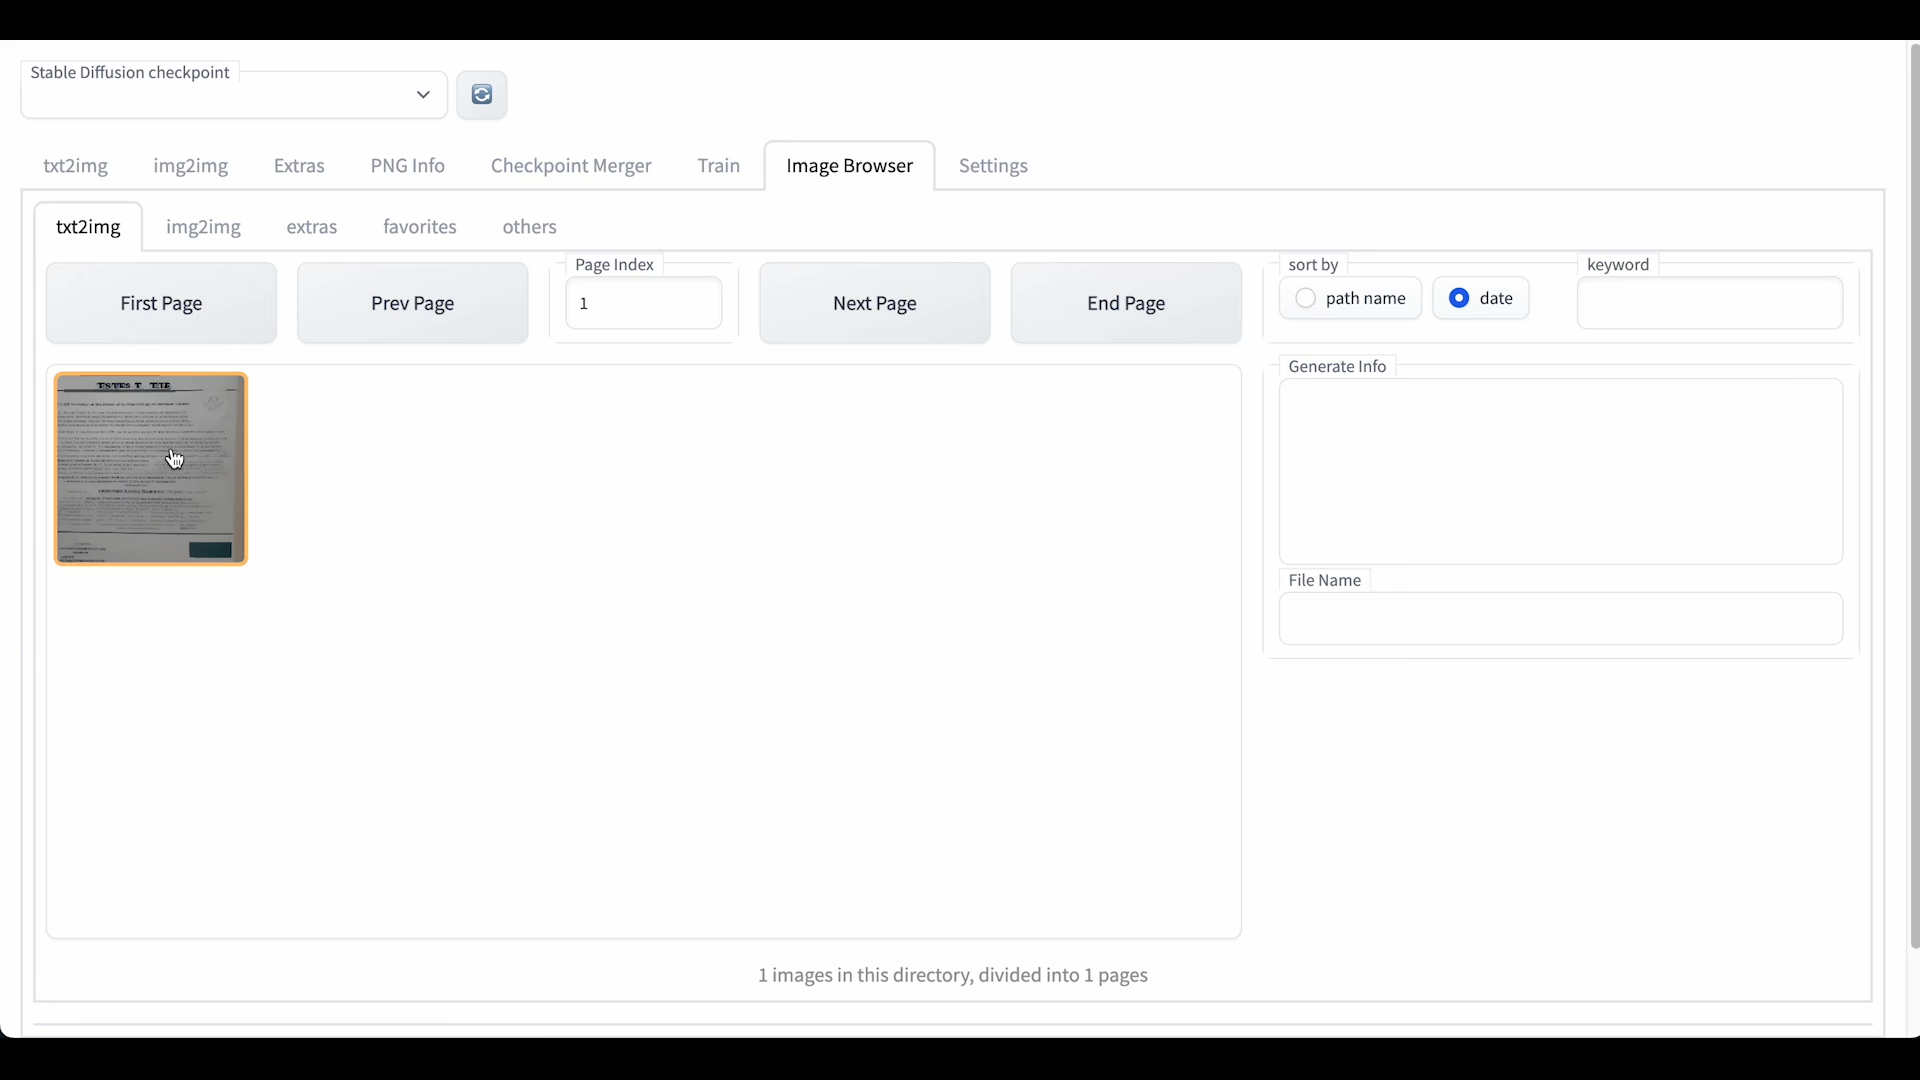 Stable Diffusion checkpoint
txt2img img2img Extras PNG Info Checkpoint Merger Train Image Browser Settings
txt2img img2img extras favorites others
First Page
Prev Page
Page Index
1
Next Page
End Page
sort by
path name
date
keyword
Generate Info
File Name
1 images in this directory, divided into 1 pages